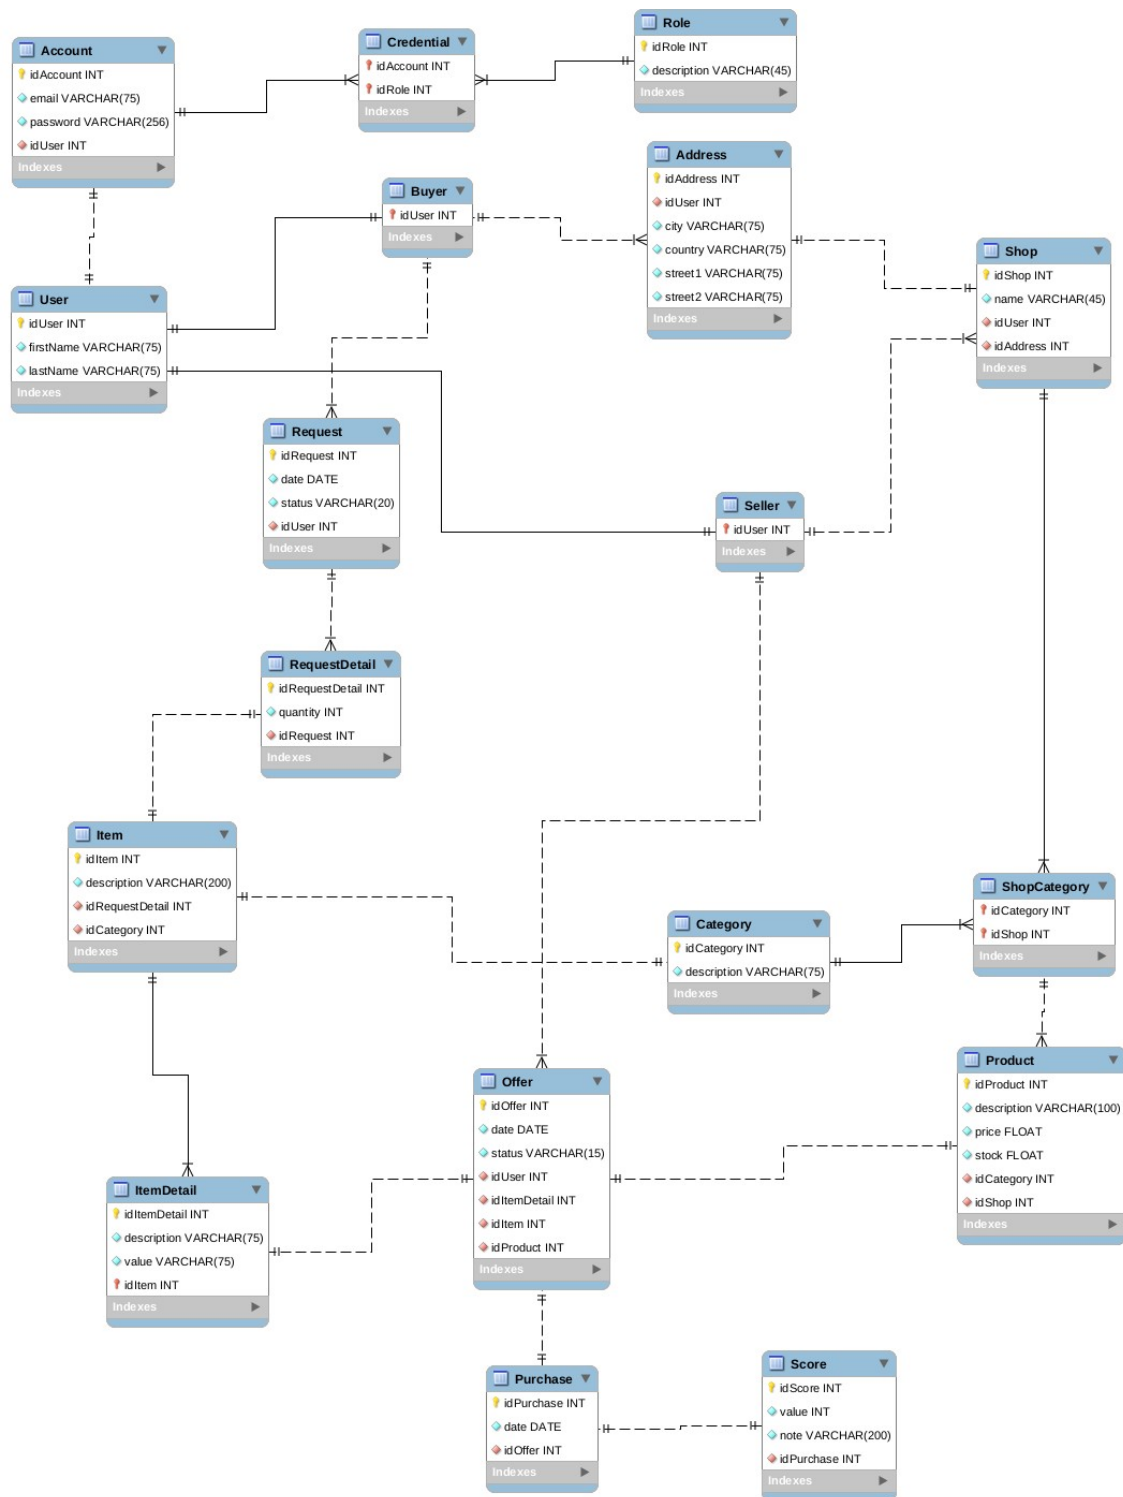 Account
idAccount INT
email VARCHAR(75)
password VARCHAR(256)
idUser INT
Indexes
Credential
idAccount INT
idRole INT
Indexes
Role
idRole INT
description VARCHAR(45)
Indexes
Buyer
idUser INT
Indexes
Address
idAddress INT
idUser INT
city VARCHAR(75)
country VARCHAR(75)
street1 VARCHAR(75)
street2 VARCHAR(75)
Indexes
Shop
idShop INT
name VARCHAR(45)
idUser INT
idAddress INT
Indexes
User
idUser INT
firstName VARCHAR(75)
lastName VARCHAR(75)
Indexes
Request
idRequest INT
date DATE
status VARCHAR(20)
idUser INT
Indexes
Seller
idUser INT
Indexes
RequestDetail
idRequestDetail INT
quantity INT
idRequest INT
Indexes
Item
idItem INT
description VARCHAR(200)
idRequestDetail INT
idCategory INT
Indexes
Category
idCategory INT
description VARCHAR(75)
Indexes
ShopCategory
idCategory INT
idShop INT
Indexes
Product
idProduct INT
description VARCHAR(100)
price FLOAT
stock FLOAT
idCategory INT
idShop INT
Indexes
Offer
idOffer INT
date DATE
status VARCHAR(15)
idUser INT
idItemDetail INT
idItem INT
idProduct INT
Indexes
ItemDetail
idItemDetail INT
description VARCHAR(75)
value VARCHAR(75)
idItem INT
Indexes
Purchase
idPurchase INT
date DATE
idOffer INT
Indexes
Score
idScore INT
value INT
note VARCHAR(200)
idPurchase INT
Indexes